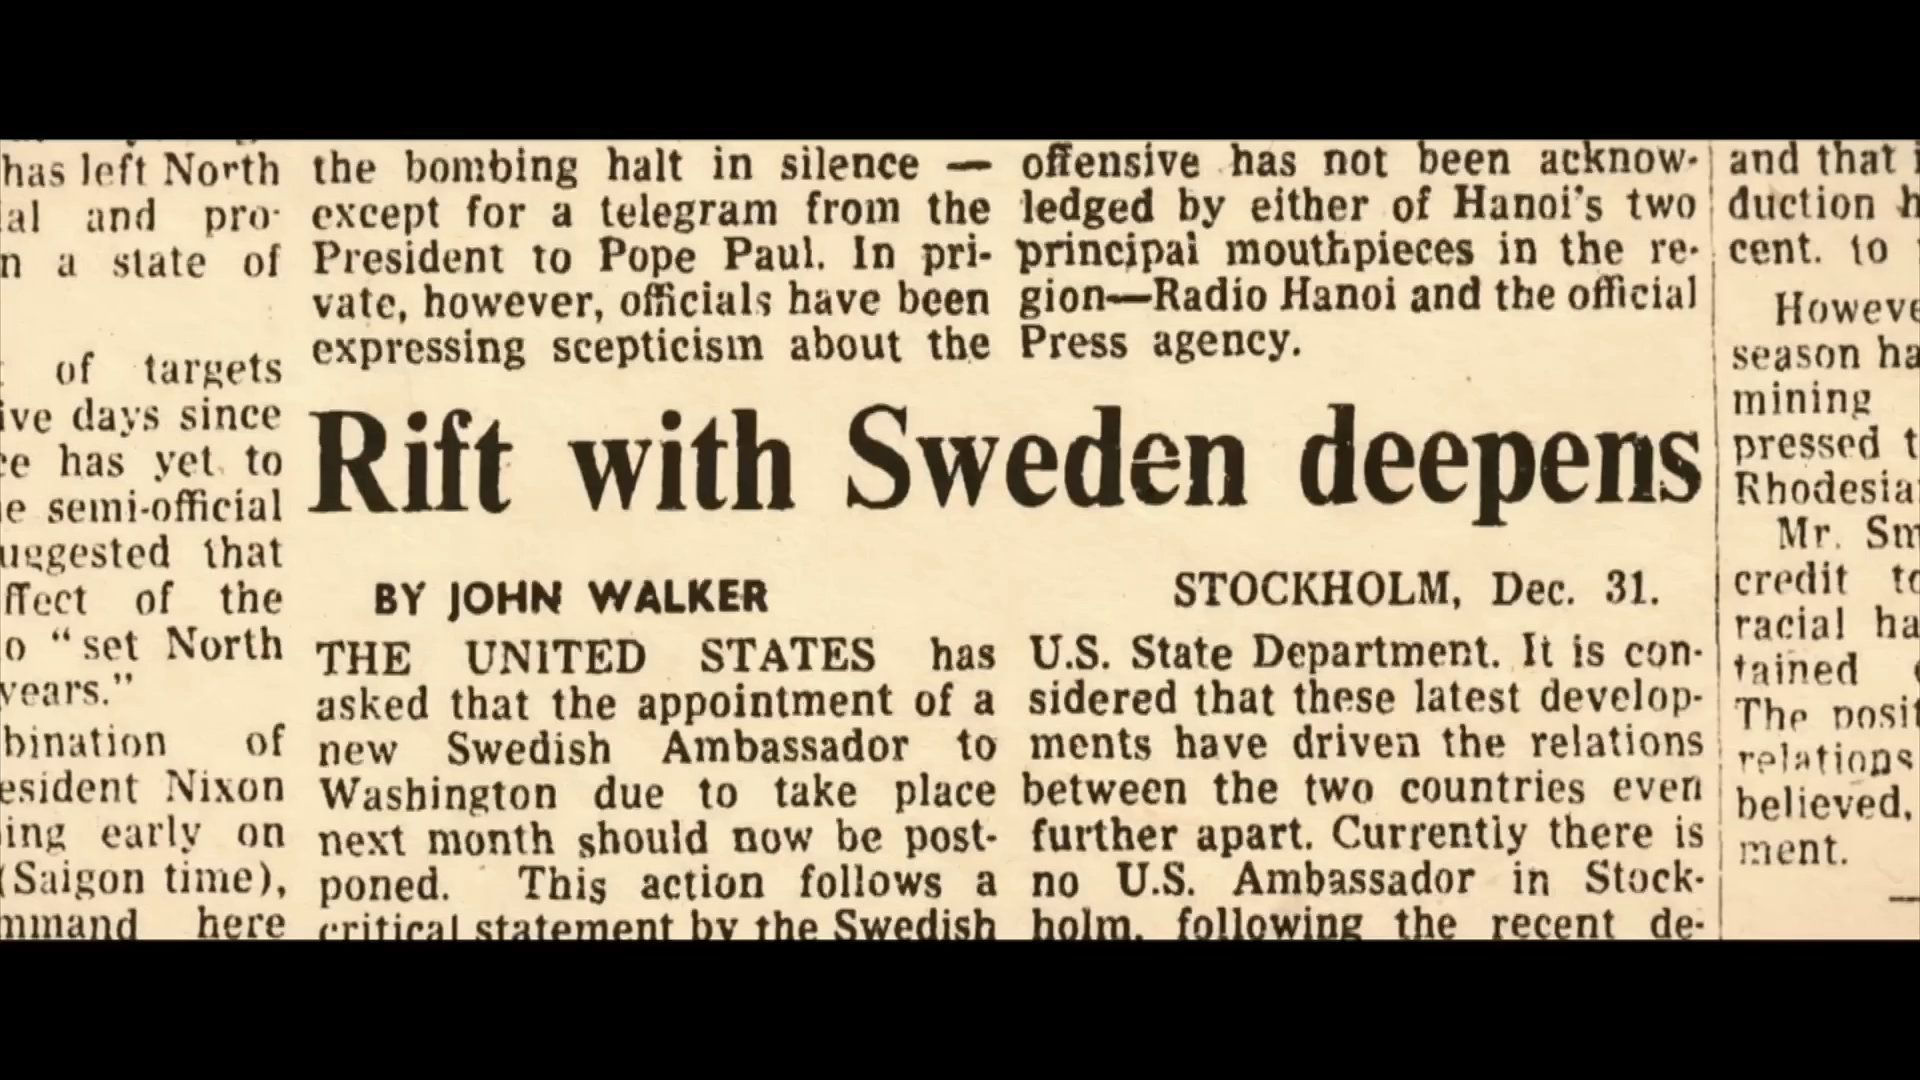 has left North
al and pro-
n a state of
of targets
ive days since
ce has yet to
e semi-official
uggested that
ffect of the
o "set North
years."
bination of
esident Nixon
ing early on
(Saigon time),
mmand here
the bombing halt in silence —
except for a telegram from the
President to Pope Paul. In pri-
vate, however, officials have been
expressing scepticism about the
offensive has not been acknow-
ledged by either of Hanoi's two
principal mouthpieces in the re-
gion—Radio Hanoi and the official
Press agency.
Rift with Sweden deepens
BY JOHN WALKER
STOCKHOLM, Dec. 31.
THE UNITED STATES has
asked that the appointment of a
new Swedish Ambassador to
Washington due to take place
next month should now be post-
poned. This action follows a
critical statement by the Swedish
U.S. State Department. It is con-
sidered that these latest develop-
ments have driven the relations
between the two countries even
further apart. Currently there is
no U.S. Ambassador in Stock-
holm, following the recent de-
and that
duction h
cent. to
Howeve
season ha
mining
pressed t
Rhodesia
Mr. Sm
credit to
racial ha
tained
The posit
relations
believed,
ment.